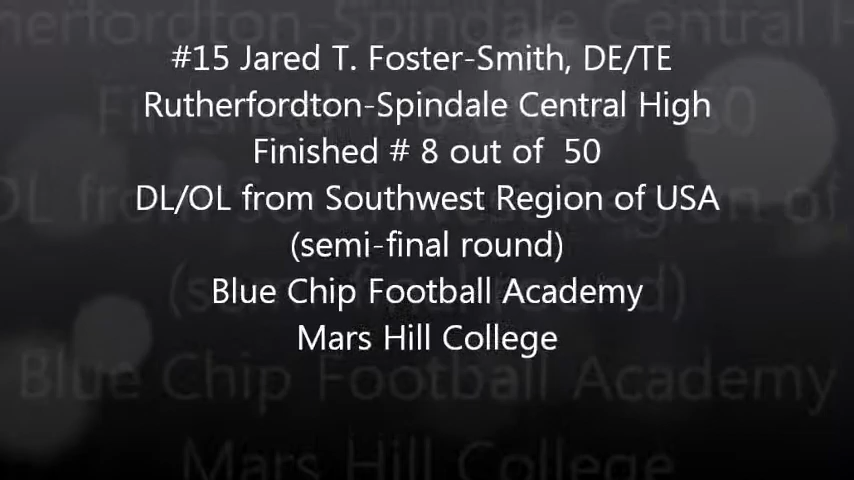 #15 Jared T. Foster-Smith, DE/TE
Rutherfordton-Spindale Central High
Finished # 8 out of  50
DL/OL from Southwest Region of USA
(semi-final round)
Blue Chip Football Academy
Mars Hill College